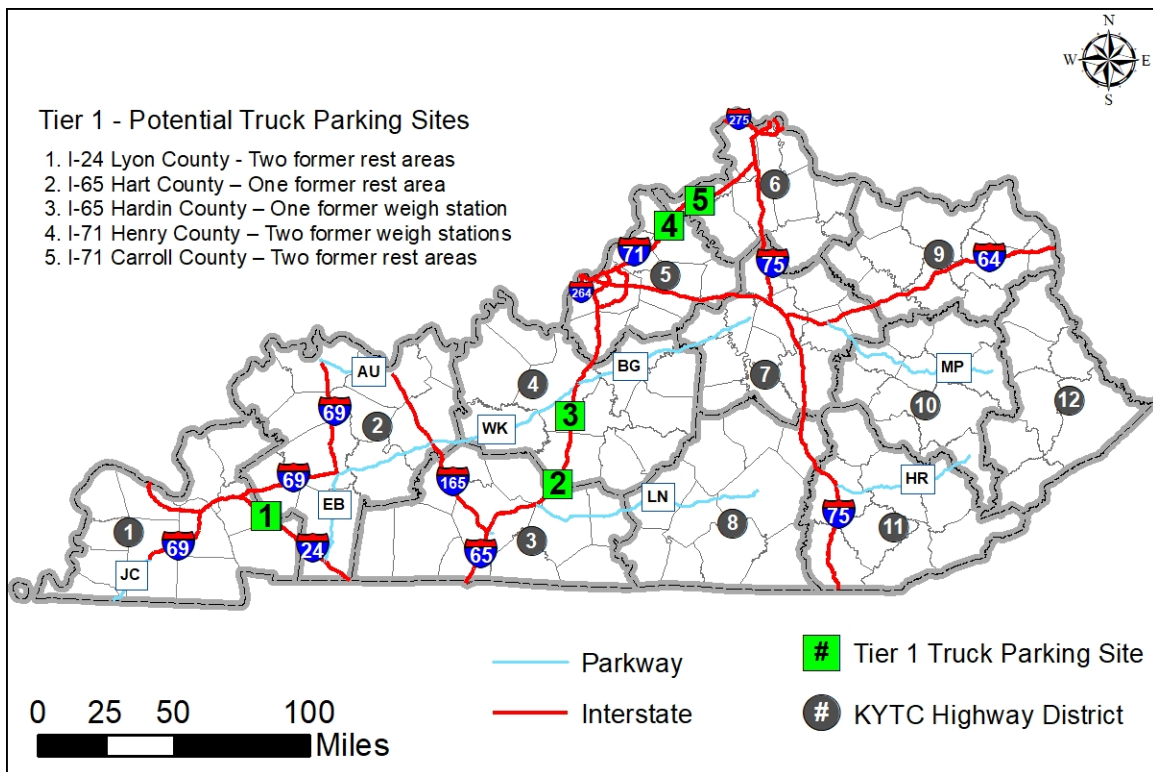 N
W E
S
Tier 1 - Potential Truck Parking Sites
1. I-24 Lyon County - Two former rest areas
2. I-65 Hart County – One former rest area
3. I-65 Hardin County – One former weigh station
4. I-71 Henry County – Two former weigh stations
5. I-71 Carroll County – Two former rest areas
275
6
5
4
71
5
75
9
64
264
AU
BG
4
7
MP
69
2
3
10
12
WK
69
165
2
LN
HR
1
EB
1
69
24
65
3
8
75
11
JC
Parkway
# Tier 1 Truck Parking Site
Interstate
# KYTC Highway District
0 25 50 100
Miles